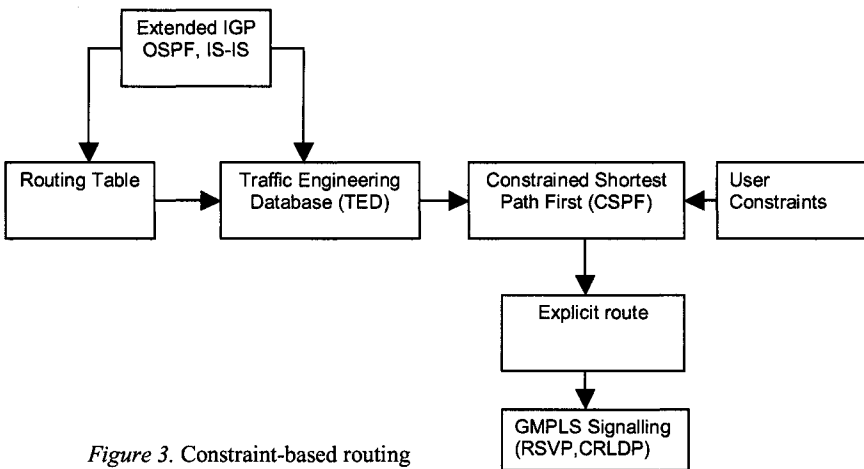 Extended IGP
OSPF, IS-IS
Routing Table
Traffic Engineering
Database (TED)
Constrained Shortest
Path First (CSPF)
User
Constraints
Explicit route
GMPLS Signalling
(RSVP,CRLDP)
Figure 3. Constraint-based routing